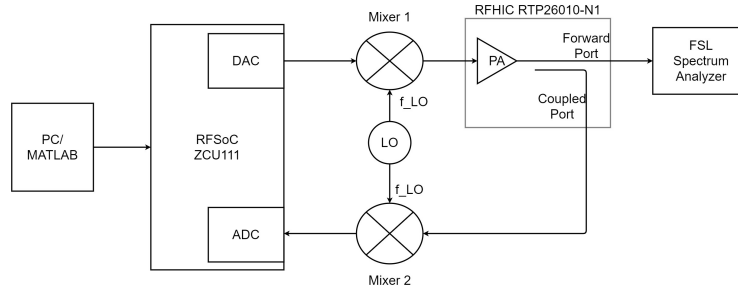 RFHIC RTP26010-N1
Mixer 1
DAC
PA
Forward
Port
FSL
Spectrum
Analyzer
f_LO
Coupled
Port
PC/
MATLAB
RFSoC
ZCU111
LO
f_LO
ADC
Mixer 2